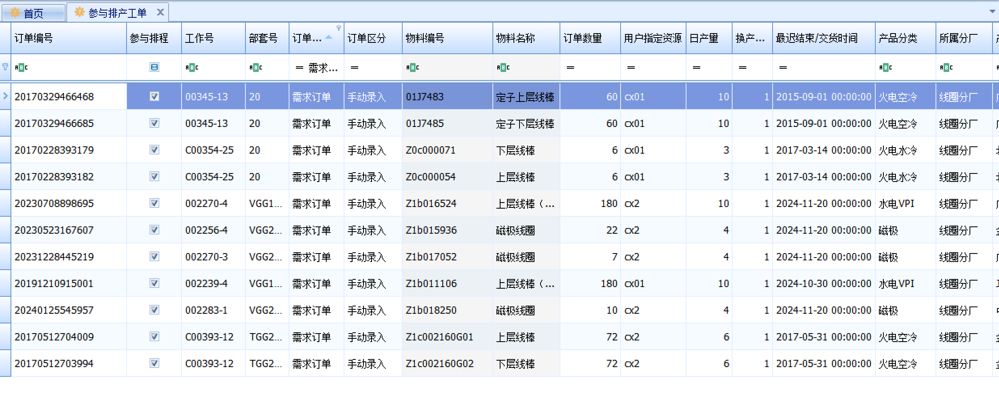 首页 参与排产工单
订单编号 参与排程 工作号 部套号 订单... 订单区分 物料编号 物料名称 订单数量 用户指定资源 日产量 换产... 最迟结束/交货时间 产品分类 所属分厂
ABC ABC ABC = 需求... = ABC ABC = = = = = ABC ABC
20170329466468 00345-13 20 需求订单 手动录入 01J7483 定子上层线棒 60 cx01 10 1 2015-09-01 00:00:00 火电空冷 线圈分厂
20170329466685 00345-13 20 需求订单 手动录入 01J7485 定子下层线棒 60 cx01 10 1 2015-09-01 00:00:00 火电空冷 线圈分厂
20170228393179 C00354-25 20 需求订单 手动录入 Z0c000071 下层线棒 6 cx01 3 1 2017-03-14 00:00:00 火电水冷 线圈分厂
20170228393182 C00354-25 20 需求订单 手动录入 Z0c000054 上层线棒 6 cx01 3 1 2017-03-14 00:00:00 火电水冷 线圈分厂
20230708898695 002270-4 VGG1... 需求订单 手动录入 Z1b016524 上层线棒（... 180 cx2 10 1 2024-11-20 00:00:00 水电VPI 线圈分厂
20230523167607 002256-4 VGG2... 需求订单 手动录入 Z1b015936 磁极线圈 22 cx2 4 1 2024-11-20 00:00:00 磁极 线圈分厂
20231228445219 002270-3 VGG2... 需求订单 手动录入 Z1b017052 磁极线圈 7 cx2 4 1 2024-11-20 00:00:00 磁极 线圈分厂
20191210915001 002239-4 VGG1... 需求订单 手动录入 Z1b011106 上层线棒（... 180 cx01 10 1 2024-10-30 00:00:00 水电VPI 线圈分厂
20240125545957 002283-1 VGG2... 需求订单 手动录入 Z1b018250 磁极线圈 10 cx2 4 1 2024-11-20 00:00:00 磁极 线圈分厂
20170512704009 C00393-12 TGG2... 需求订单 手动录入 Z1c002160G01 上层线棒 72 cx2 6 1 2017-05-31 00:00:00 火电空冷 线圈分厂
20170512703994 C00393-12 TGG2... 需求订单 手动录入 Z1c002160G02 下层线棒 72 cx2 6 1 2017-05-31 00:00:00 火电空冷 线圈分厂